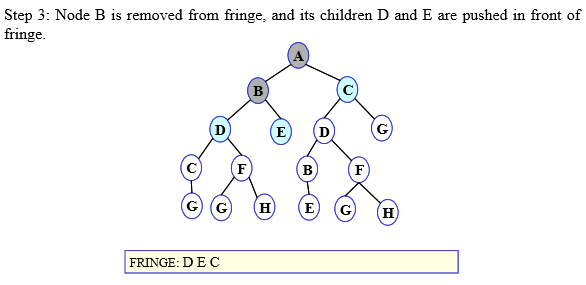 Step 3: Node B is removed from fringe, and its children D and E are pushed in front of
fringe.
A
B C
D E D G
C F B F
G G H E G H
FRINGE: D E C